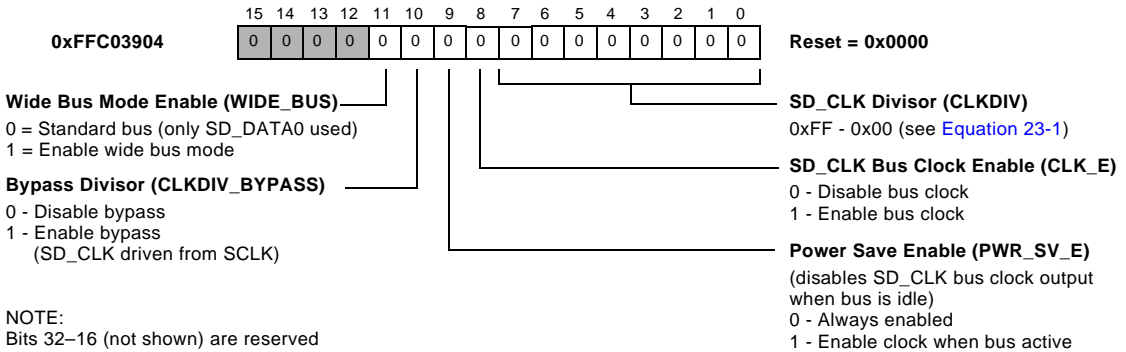 15 14 13 12 11 10 9 8 7 6 5 4 3 2 1 0
0xFFC03904
0 0 0 0 0 0 0 0 0 0 0 0 0 0 0 0
Reset = 0x0000
Wide Bus Mode Enable (WIDE_BUS)
0 = Standard bus (only SD_DATA0 used)
1 = Enable wide bus mode
Bypass Divisor (CLKDIV_BYPASS)
0 - Disable bypass
1 - Enable bypass
(SD_CLK driven from SCLK)
NOTE:
Bits 32–16 (not shown) are reserved
SD_CLK Divisor (CLKDIV)
0xFF - 0x00 (see Equation 23-1)
SD_CLK Bus Clock Enable (CLK_E)
0 - Disable bus clock
1 - Enable bus clock
Power Save Enable (PWR_SV_E)
(disables SD_CLK bus clock output
when bus is idle)
0 - Always enabled
1 - Enable clock when bus active